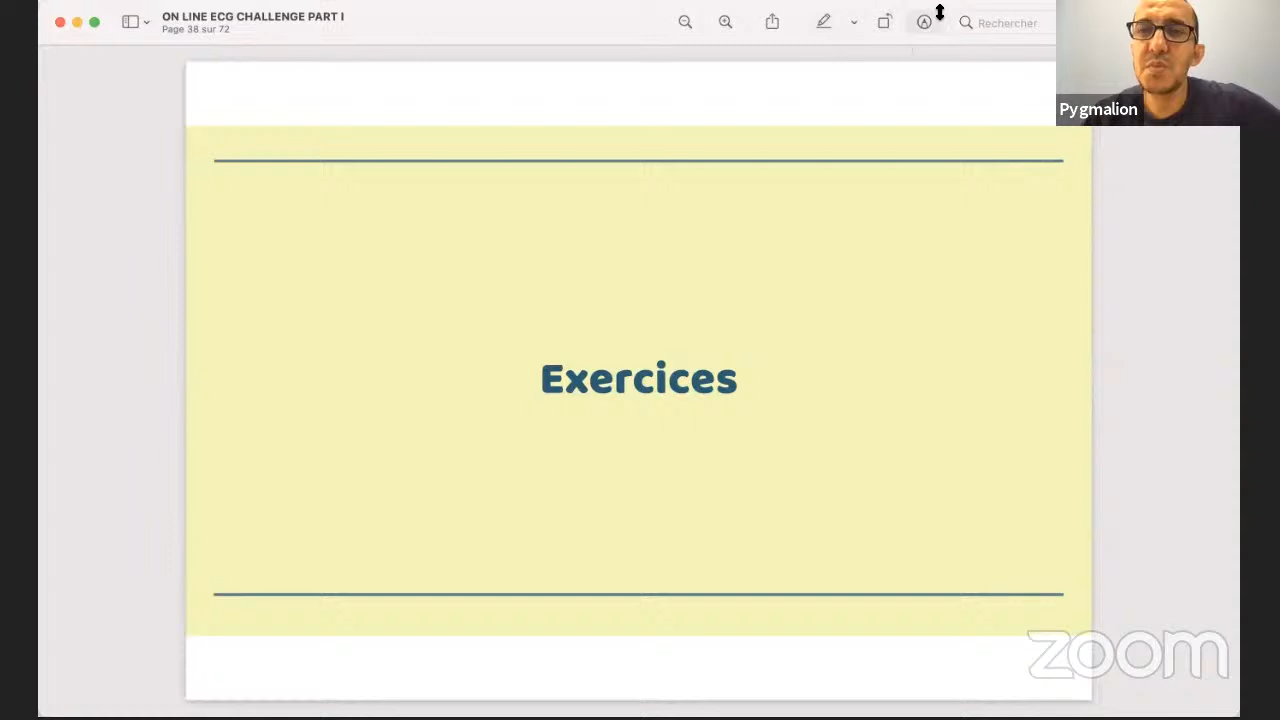 ON LINE ECG CHALLENGE PART I
Page 38 sur 72
Rechercher
Pygmalion
Exercices
zoom